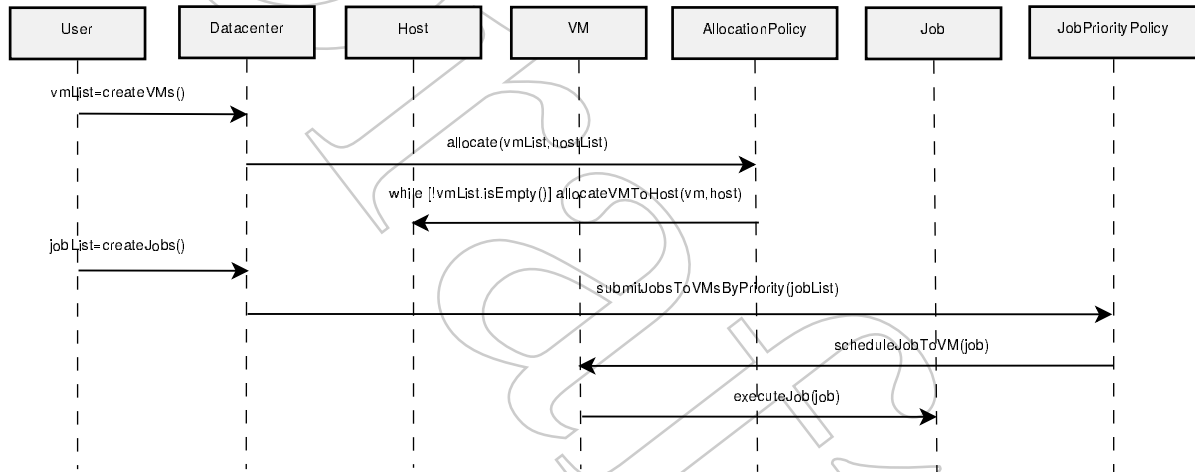 User Datacenter Host VM AllocationPolicy Job JobPriorityPolicy
vmList=createVMs()
allocate(vmList,hostList)
while [!vmList.isEmpty()] allocateVMToHost(vm,host)
jobList=createJobs()
submitJobsToVMsByPriority(jobList)
scheduleJobToVM(job)
executeJob(job)